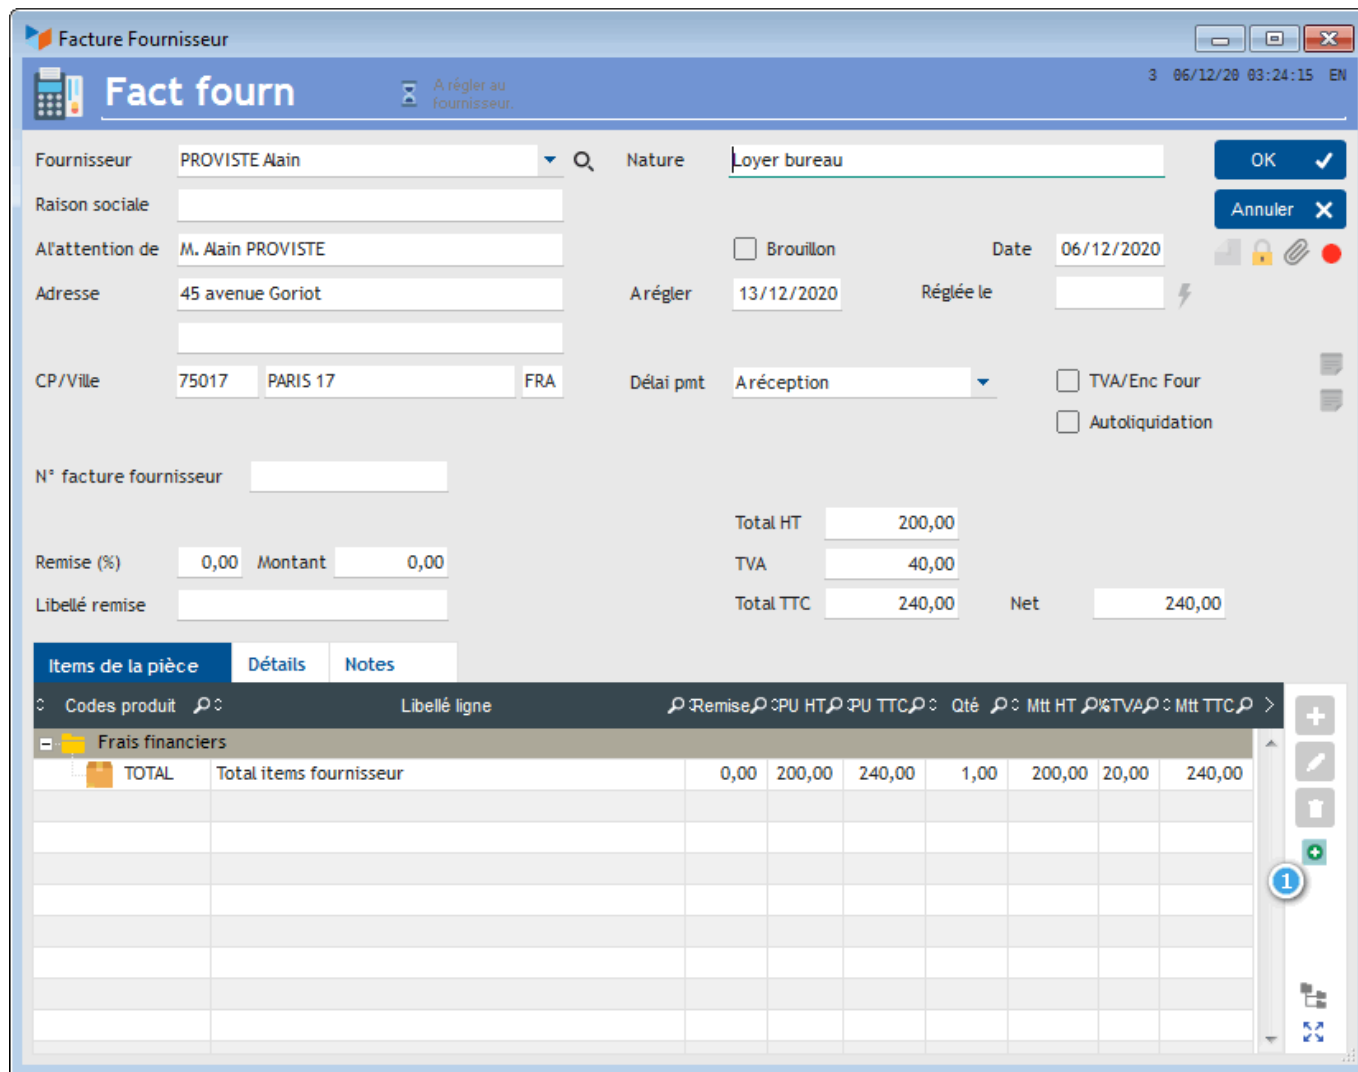 Facture Fournisseur
Fact fourn
A régler au
fournisseur.
3 06/12/20 03:24:15 EN
Fournisseur PROVISTE Alain Nature Loyer bureau OK
Raison sociale Annuler
Al'attention de M. Alain PROVISTE Brouillon Date 06/12/2020
Adresse 45 avenue Goriot A régler 13/12/2020 Réglée le
CP/Ville 75017 PARIS 17 FRA Délai pmt A réception TVA/Enc Four
Autoliquidation
N° facture fournisseur
Total HT 200,00
Remise (%) 0,00 Montant 0,00 TVA 40,00
Libellé remise Total TTC 240,00 Net 240,00
Items de la pièce Détails Notes
Codes produit Libellé ligne Remise PU HT PU TTC Qté Mtt HT %TVA Mtt TTC
Frais financiers
TOTAL Total items fournisseur 0,00 200,00 240,00 1,00 200,00 20,00 240,00
1